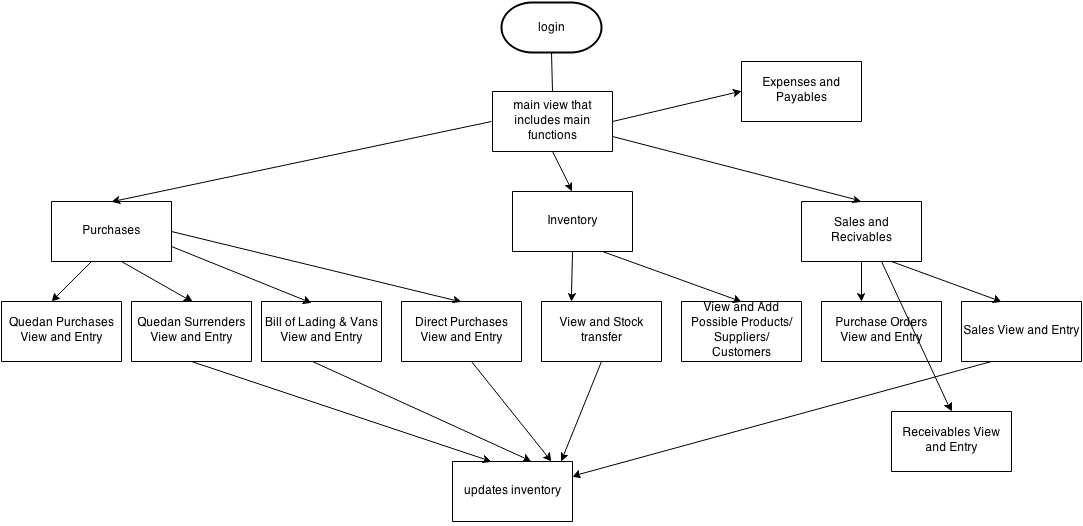 login
Expenses and
Payables
main view that
includes main
functions
Purchases
Inventory
Sales and
Recivables
Quedan Purchases
View and Entry
Quedan Surrenders
View and Entry
Bill of Lading & Vans
View and Entry
Direct Purchases
View and Entry
View and Stock
transfer
View and Add
Possible Products/
Suppliers/
Customers
Purchase Orders
View and Entry
Sales View and Entry
Receivables View
and Entry
updates inventory